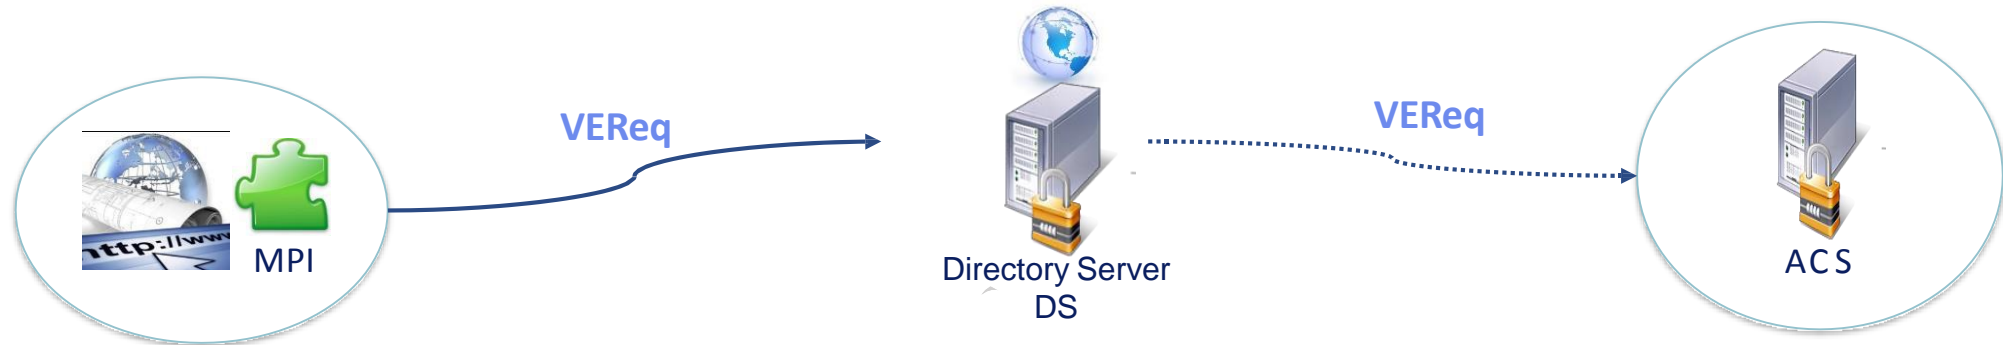 VEReq
VEReq
http://www
MPI
Directory Server
DS
ACS